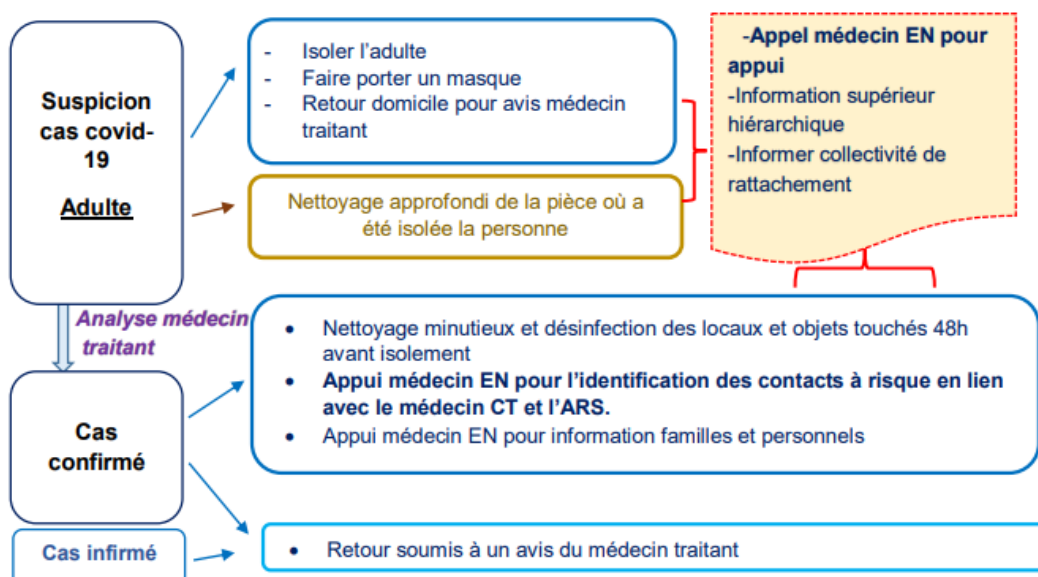 Suspicion
cas covid-
19
Adulte
- Isoler l’adulte
- Faire porter un masque
- Retour domicile pour avis médecin
traitant
Nettoyage approfondi de la pièce où a
été isolée la personne
-Appel médecin EN pour
appui
-Information supérieur
hiérarchique
-Informer collectivité de
rattachement
Analyse médecin
traitant
Cas
confirmé
• Nettoyage minutieux et désinfection des locaux et objets touchés 48h
avant isolement
• Appui médecin EN pour l’identification des contacts à risque en lien
avec le médecin CT et l’ARS.
• Appui médecin EN pour information familles et personnels
Cas infirmé
• Retour soumis à un avis du médecin traitant